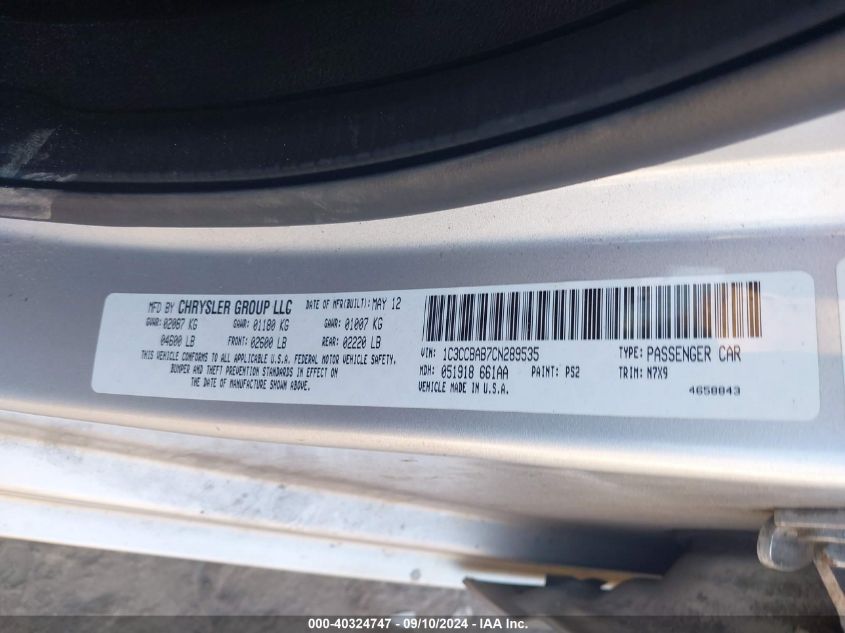 MFD BY CHRYSLER GROUP LLC DATE OF MFR(BUILT): MAY 12
GVWR: 02087 KG GAWR: 01180 KG GAWR: 01007 KG
04600 LB FRONT: 02600 LB REAR: 02220 LB
THIS VEHICLE CONFORMS TO ALL APPLICABLE U.S.A. FEDERAL MOTOR VEHICLE SAFETY,
BUMPER AND THEFT PREVENTION STANDARDS IN EFFECT ON
THE DATE OF MANUFACTURE SHOWN ABOVE.
VIN: 1C3CCBAB7CN289535 TYPE: PASSENGER CAR
MDH: 051918 661AA PAINT: PS2 TRIM: N7X9
VEHICLE MADE IN U.S.A. 4658843
000-40324747 - 09/10/2024 - IAA Inc.